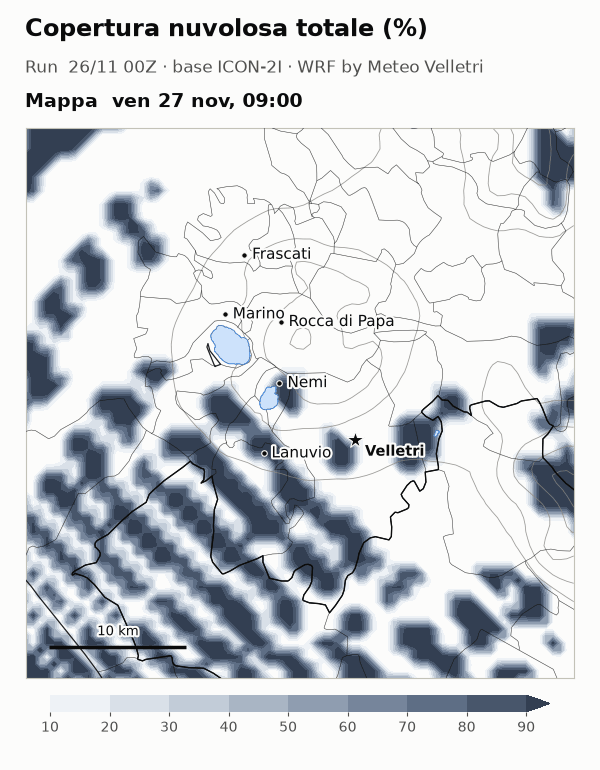 Copertura nuvolosa totale (%)
Run  26/11 00Z · base ICON-2I · WRF by Meteo Velletri
Mappa  ven 27 nov, 09:00
Frascati
Marino
Rocca di Papa
Nemi
Velletri
Lanuvio
10 km
10 20 30 40 50 60 70 80 90